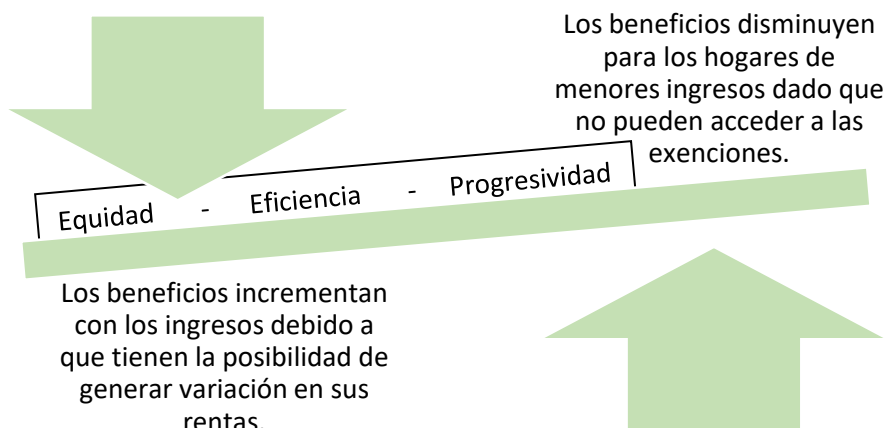 Los beneficios disminuyen
para los hogares de
menores ingresos dado que
no pueden acceder a las
exenciones.
Equidad - Eficiencia - Progresividad
Los beneficios incrementan
con los ingresos debido a
que tienen la posibilidad de
generar variación en sus
rentas.